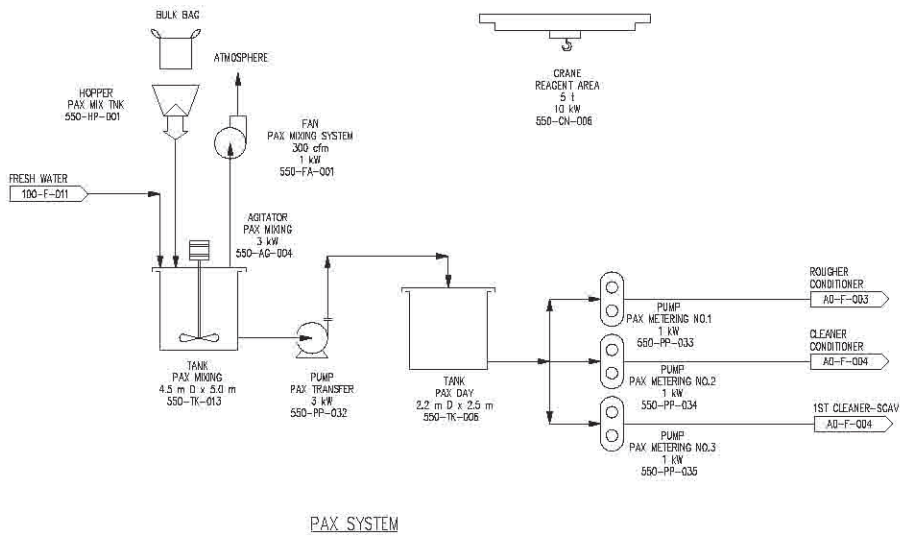 BULK BAG
ATMOSPHERE
HOPPER
PAX MIX TNK
550-HP-001
CRANE
REAGENT AREA
5 t
10 kW
550-CN-006
FAN
PAX MIXING SYSTEM
300 cfm
1 kW
550-FA-001
FRESH WATER
100-F-011
AGITATOR
PAX MIXING
3 kW
550-AG-004
TANK
PAX MIXING
4.5 m D x 5.0 m
550-TK-013
PUMP
PAX TRANSFER
3 kW
550-PP-032
TANK
PAX DAY
2.2 m D x 2.5 m
550-TK-006
PUMP
PAX METERING NO.1
1 kW
550-PP-033
PUMP
PAX METERING NO.2
1 kW
550-PP-034
PUMP
PAX METERING NO.3
1 kW
550-PP-035
ROUGHER
CONDITIONER
A0-F-003
CLEANER
CONDITIONER
A0-F-004
1ST CLEANER-SCAV
A0-F-004
PAX SYSTEM